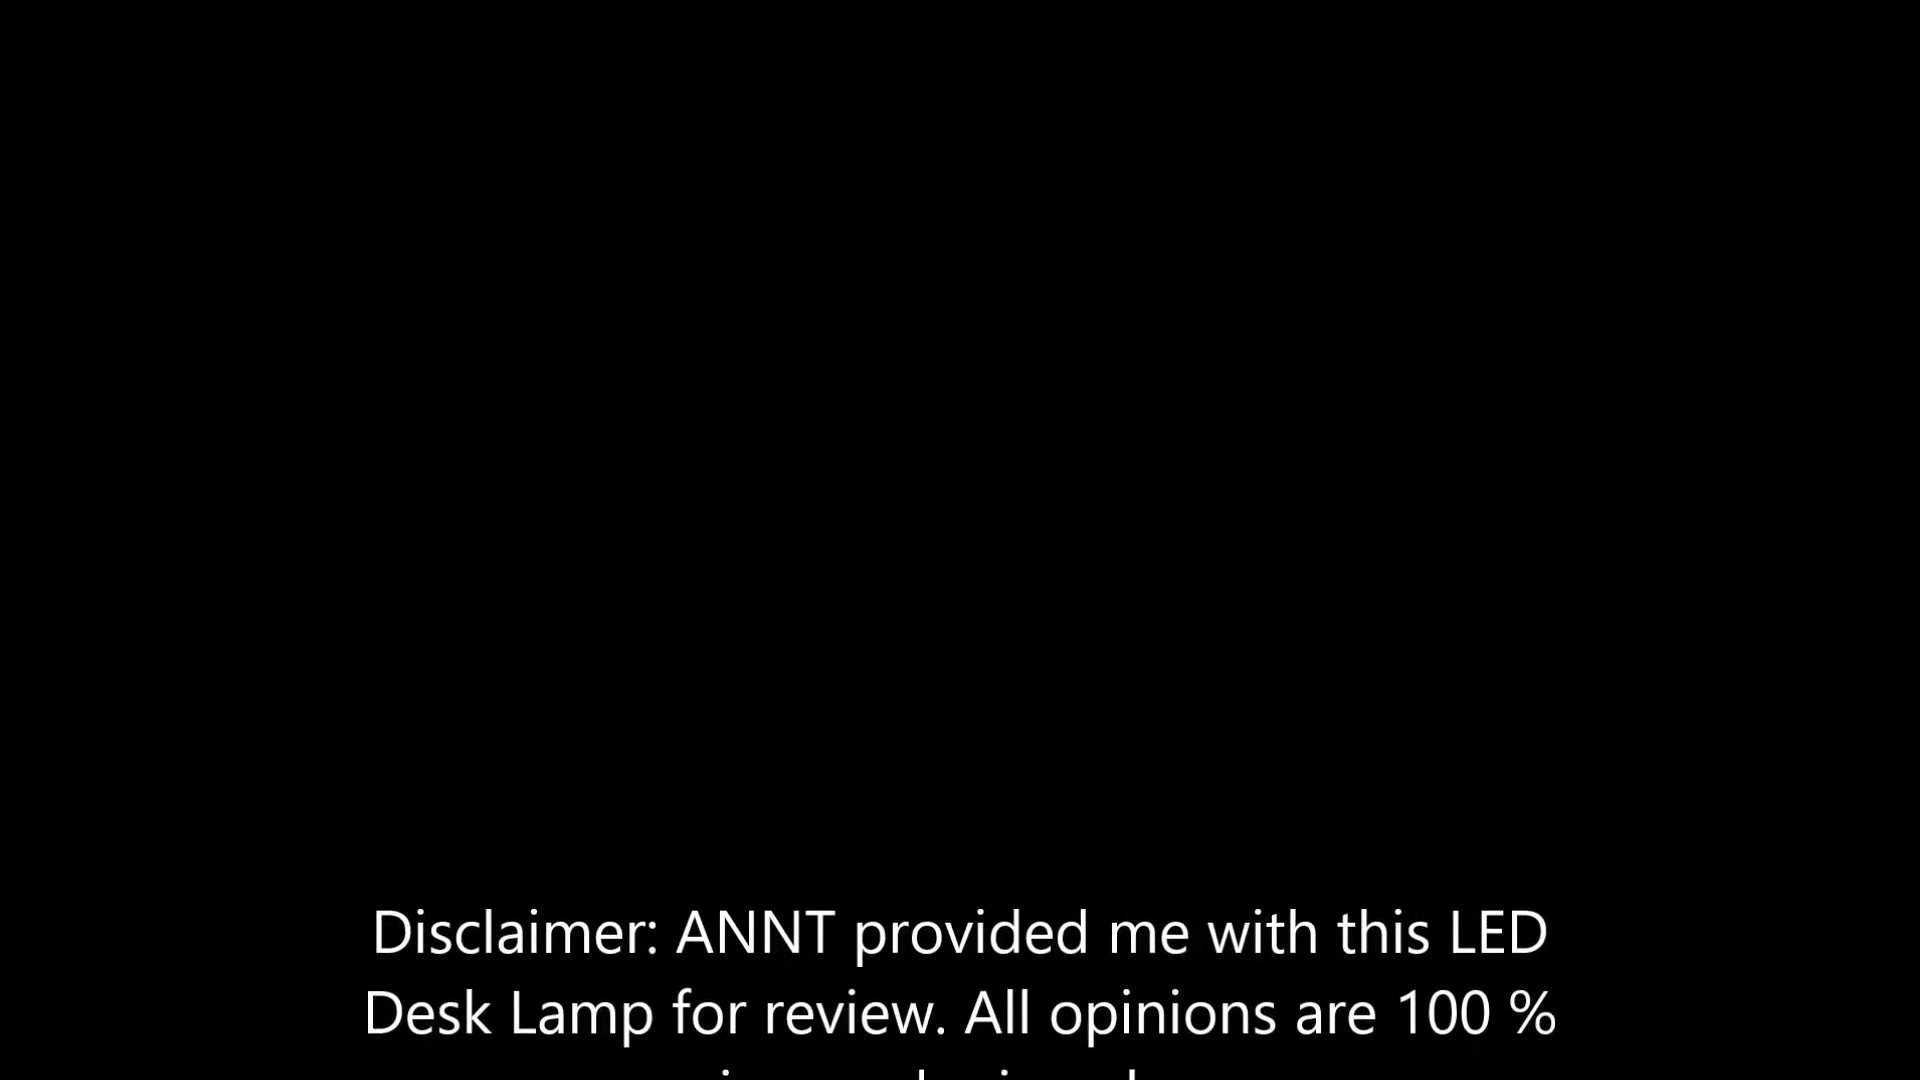 Disclaimer: ANNT provided me with this LED
Desk Lamp for review. All opinions are 100 %